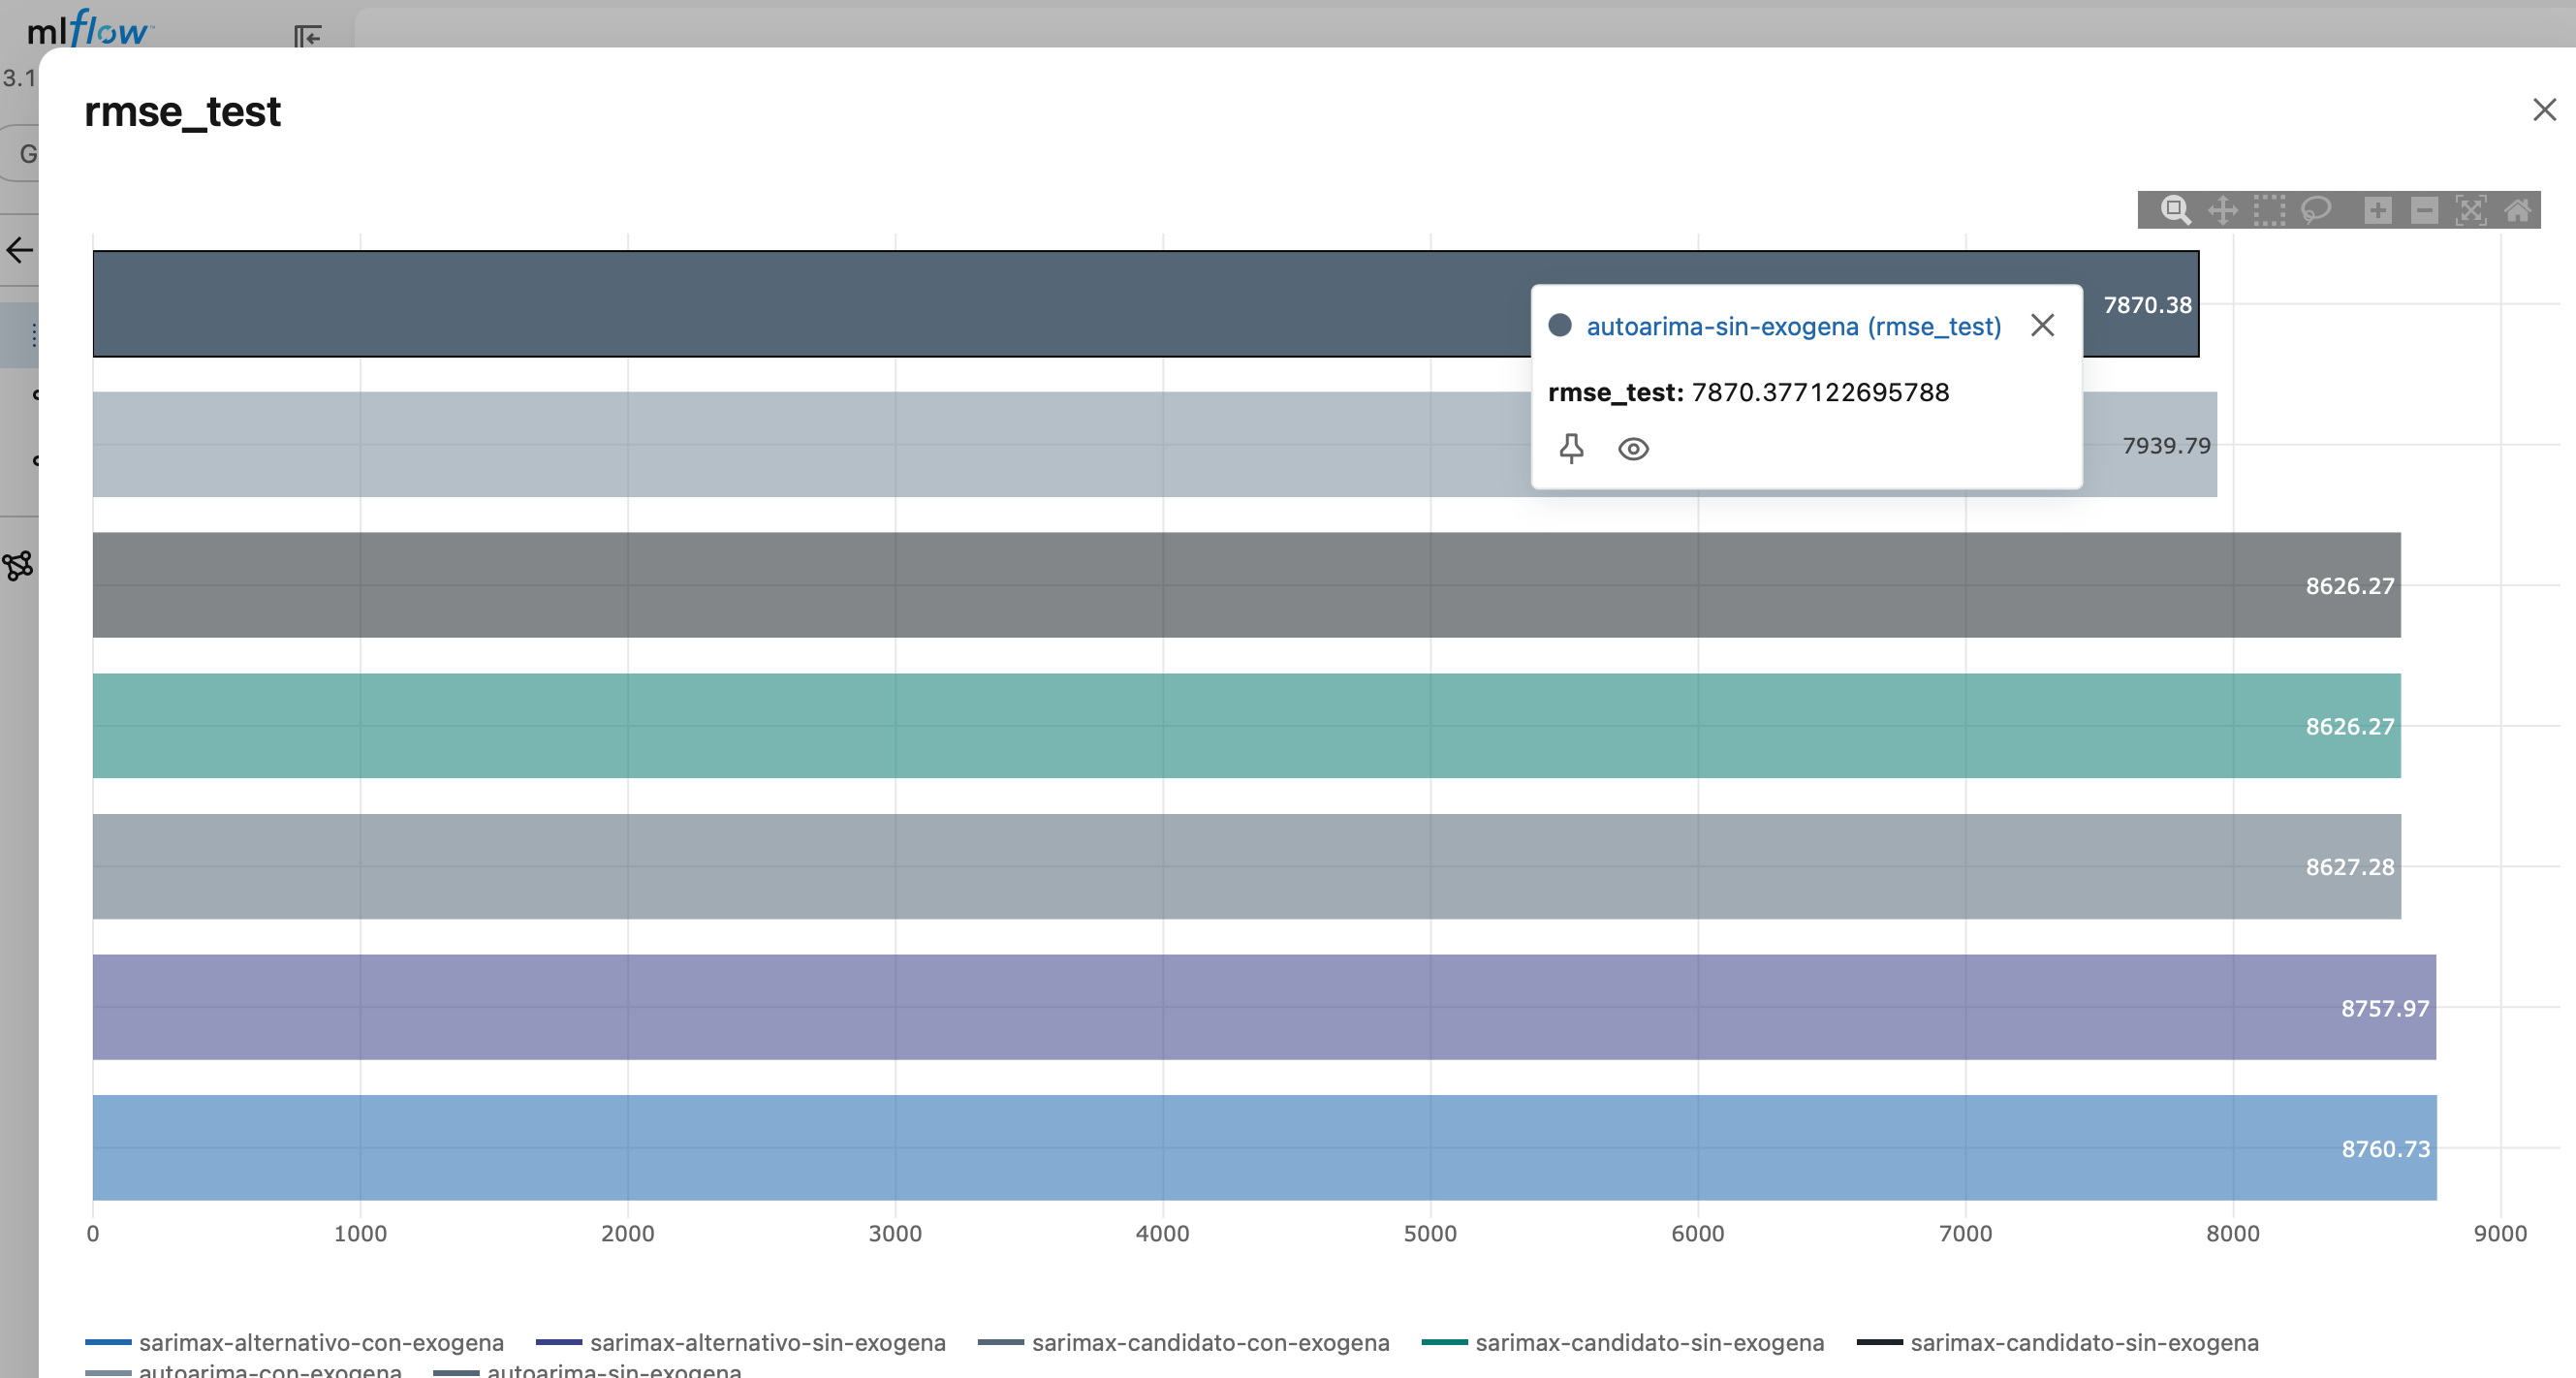 mlflow™
3.1
G
rmse_test
7870.38
autoarima-sin-exogena (rmse_test)
rmse_test: 7870.377122695788
7939.79
8626.27
8626.27
8627.28
8757.97
8760.73
0 1000 2000 3000 4000 5000 6000 7000 8000 9000
sarimax-alternativo-con-exogena sarimax-alternativo-sin-exogena sarimax-candidato-con-exogena sarimax-candidato-sin-exogena sarimax-candidato-sin-exogena
autoarima-con-exogena autoarima-sin-exogena